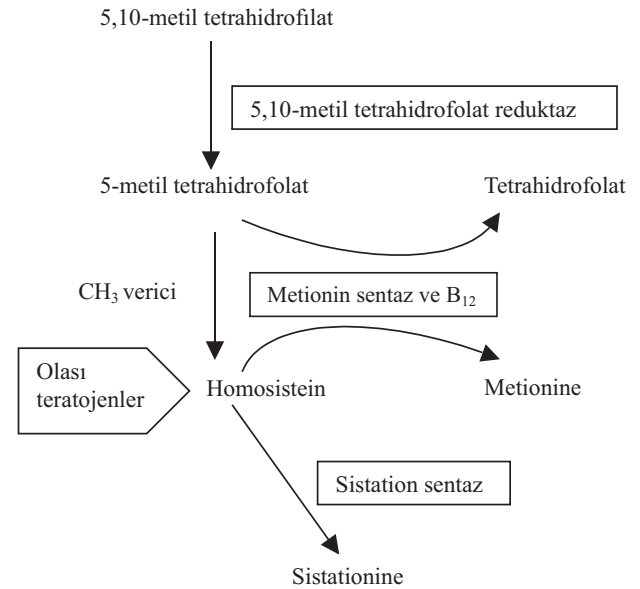 5,10-metil tetrahidrofilat
5,10-metil tetrahidrofolat reduktaz
5-metil tetrahidrofolat
Tetrahidrofolat
CH₃ verici
Metionin sentaz ve B₁₂
Olası
teratojenler
Homosistein
Metionine
Sistation sentaz
Sistationine